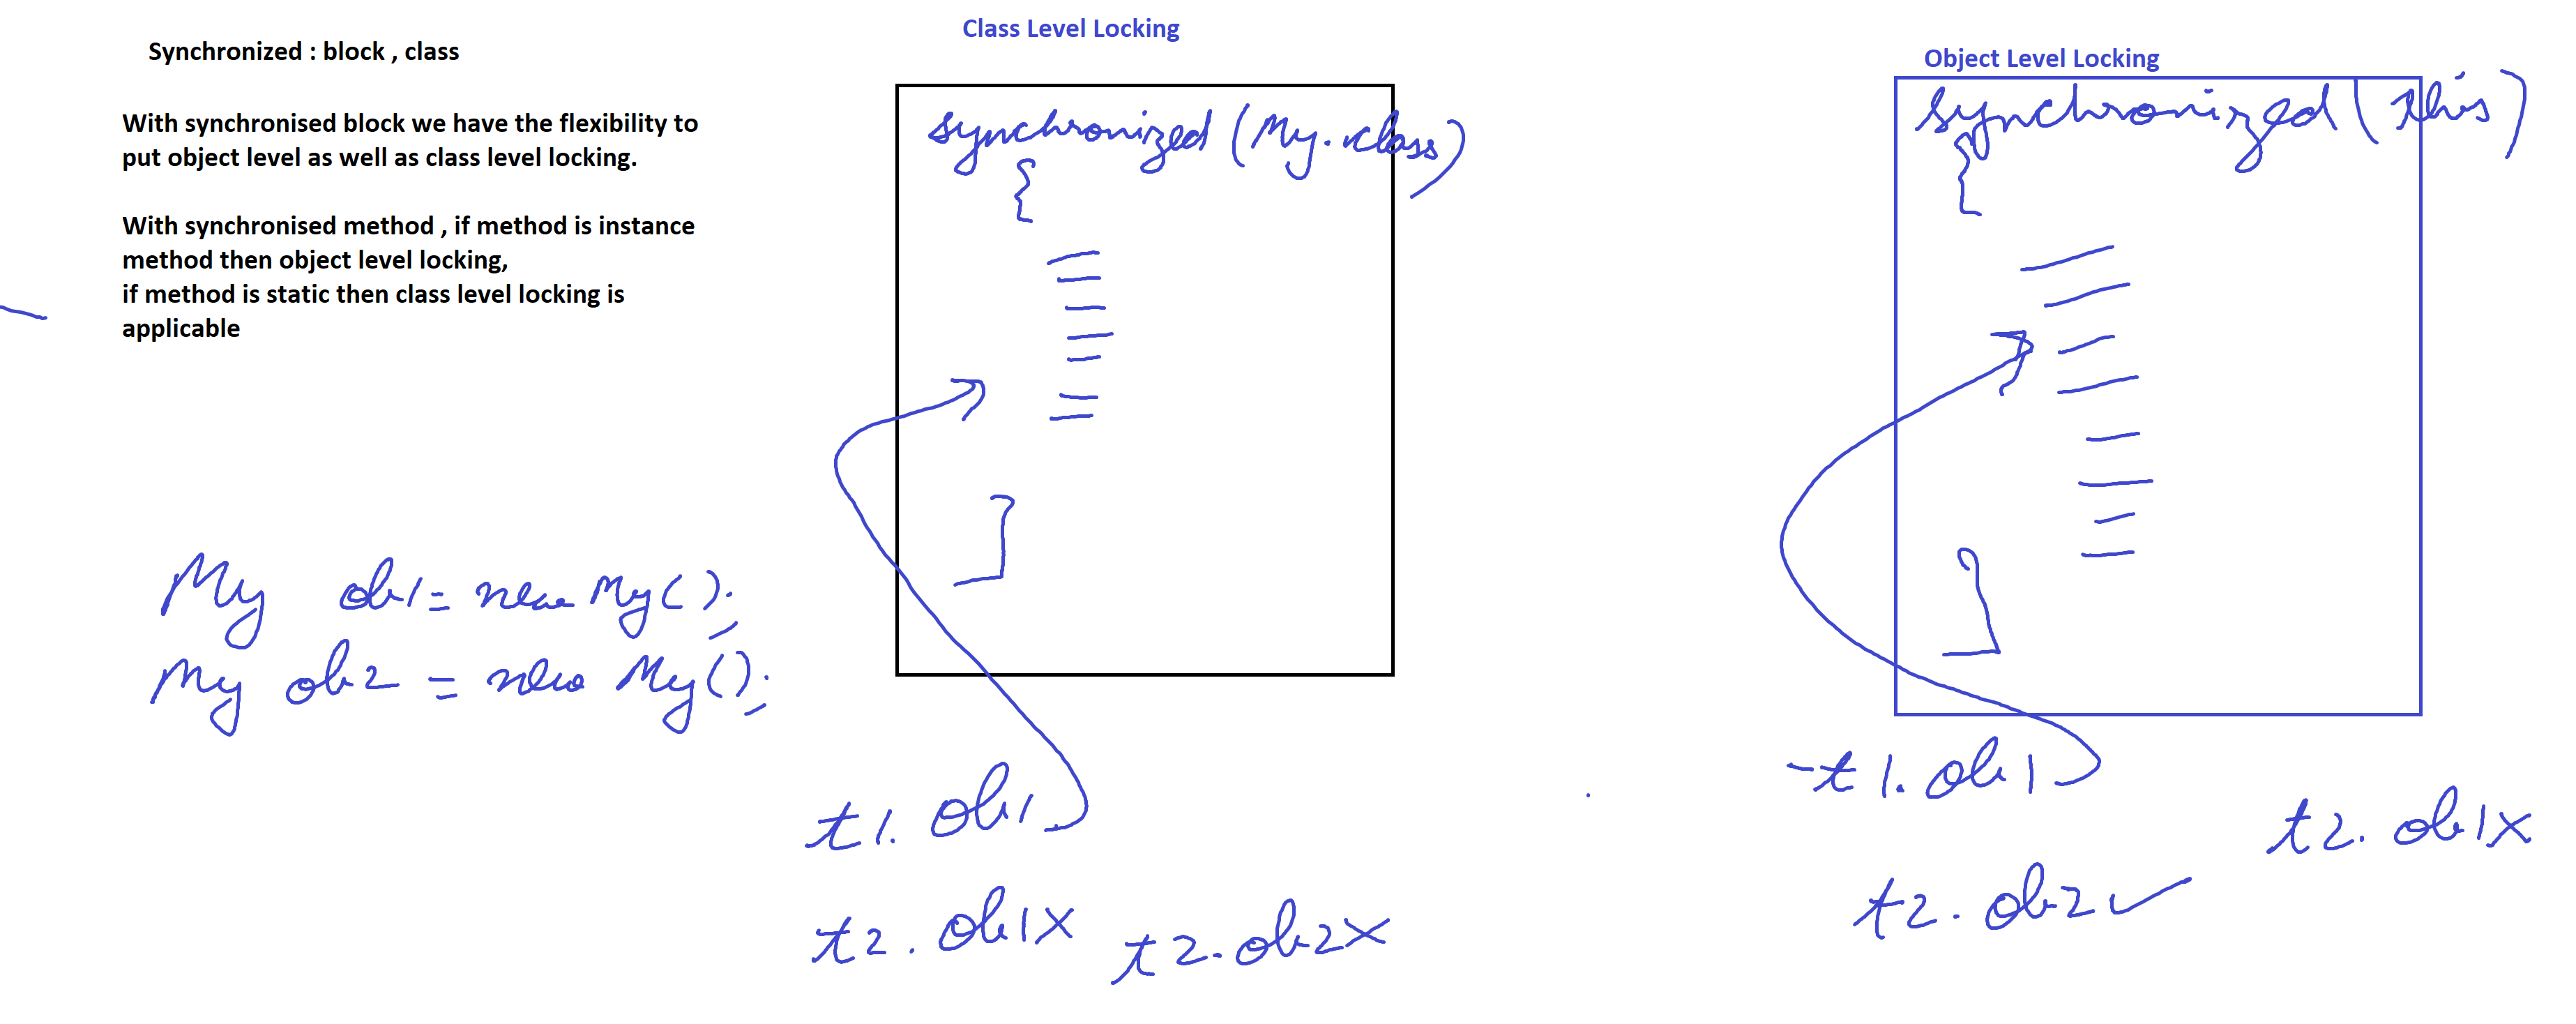 Synchronized : block , class
With synchronised block we have the flexibility to
put object level as well as class level locking.
With synchronised method , if method is instance
method then object level locking,
if method is static then class level locking is
applicable
My ob1 = new My();
My ob2 = new My();
Class Level Locking
synchronized (My.class)
{
}
t1. ob1
t2. ob1 X t2. ob2 X
Object Level Locking
synchronized (this)
{
}
t1. ob1
t2. ob1 X
t2. ob2 ✓